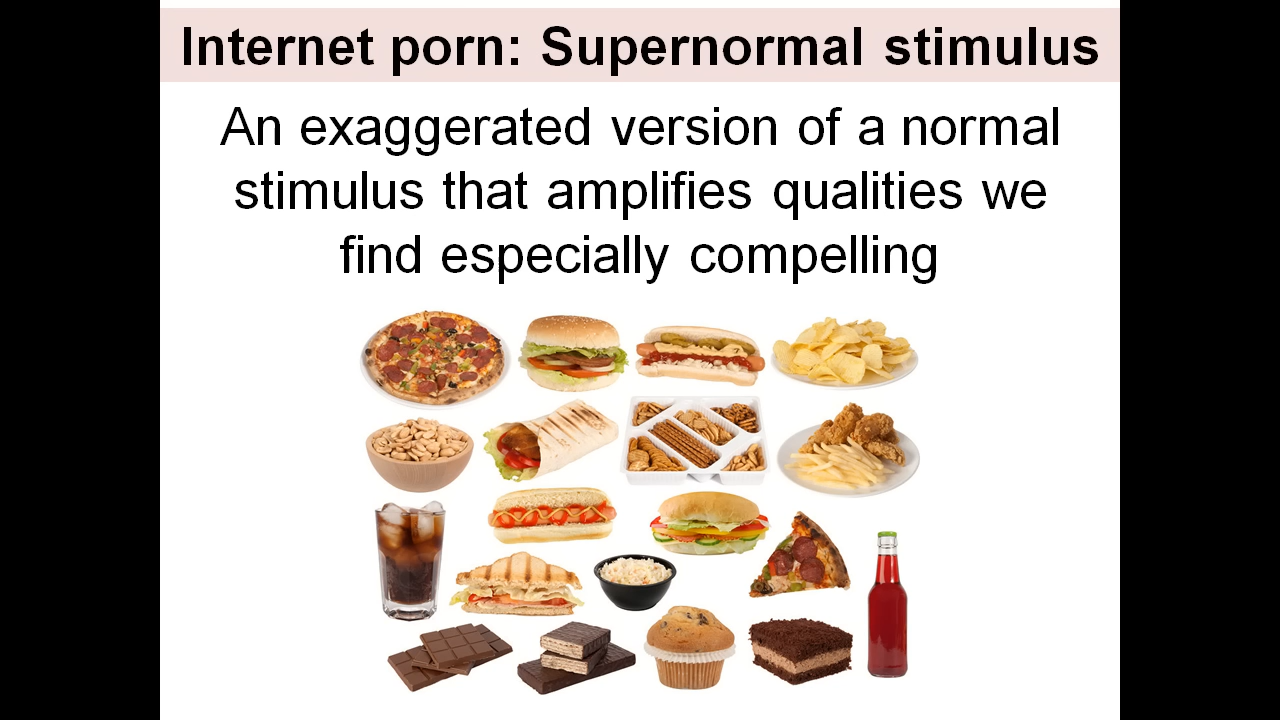 Internet porn: Supernormal stimulus
An exaggerated version of a normal
stimulus that amplifies qualities we
find especially compelling